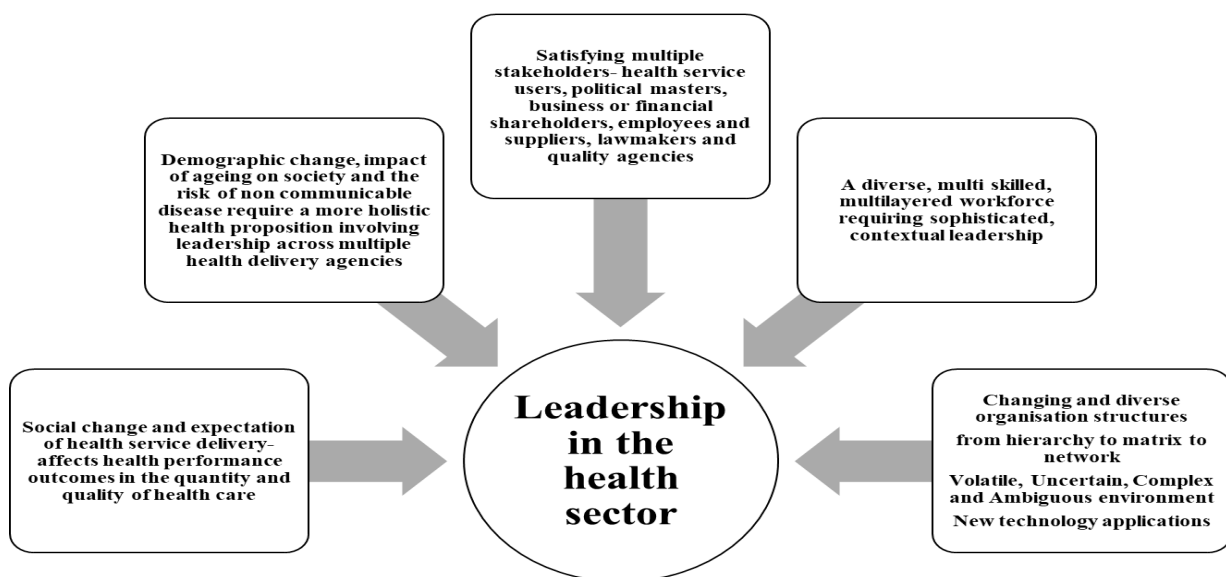 Social change and expectation
of health service delivery-
affects health performance
outcomes in the quantity and
quality of health care
Demographic change, impact
of ageing on society and the
risk of non communicable
disease require a more holistic
health proposition involving
leadership across multiple
health delivery agencies
Satisfying multiple
stakeholders- health service
users, political masters,
business or financial
shareholders, employees and
suppliers, lawmakers and
quality agencies
A diverse, multi skilled,
multilayered workforce
requiring sophisticated,
contextual leadership
Changing and diverse
organisation structures
from hierarchy to matrix to
network
Volatile, Uncertain, Complex
and Ambiguous environment
New technology applications
Leadership
in the
health
sector